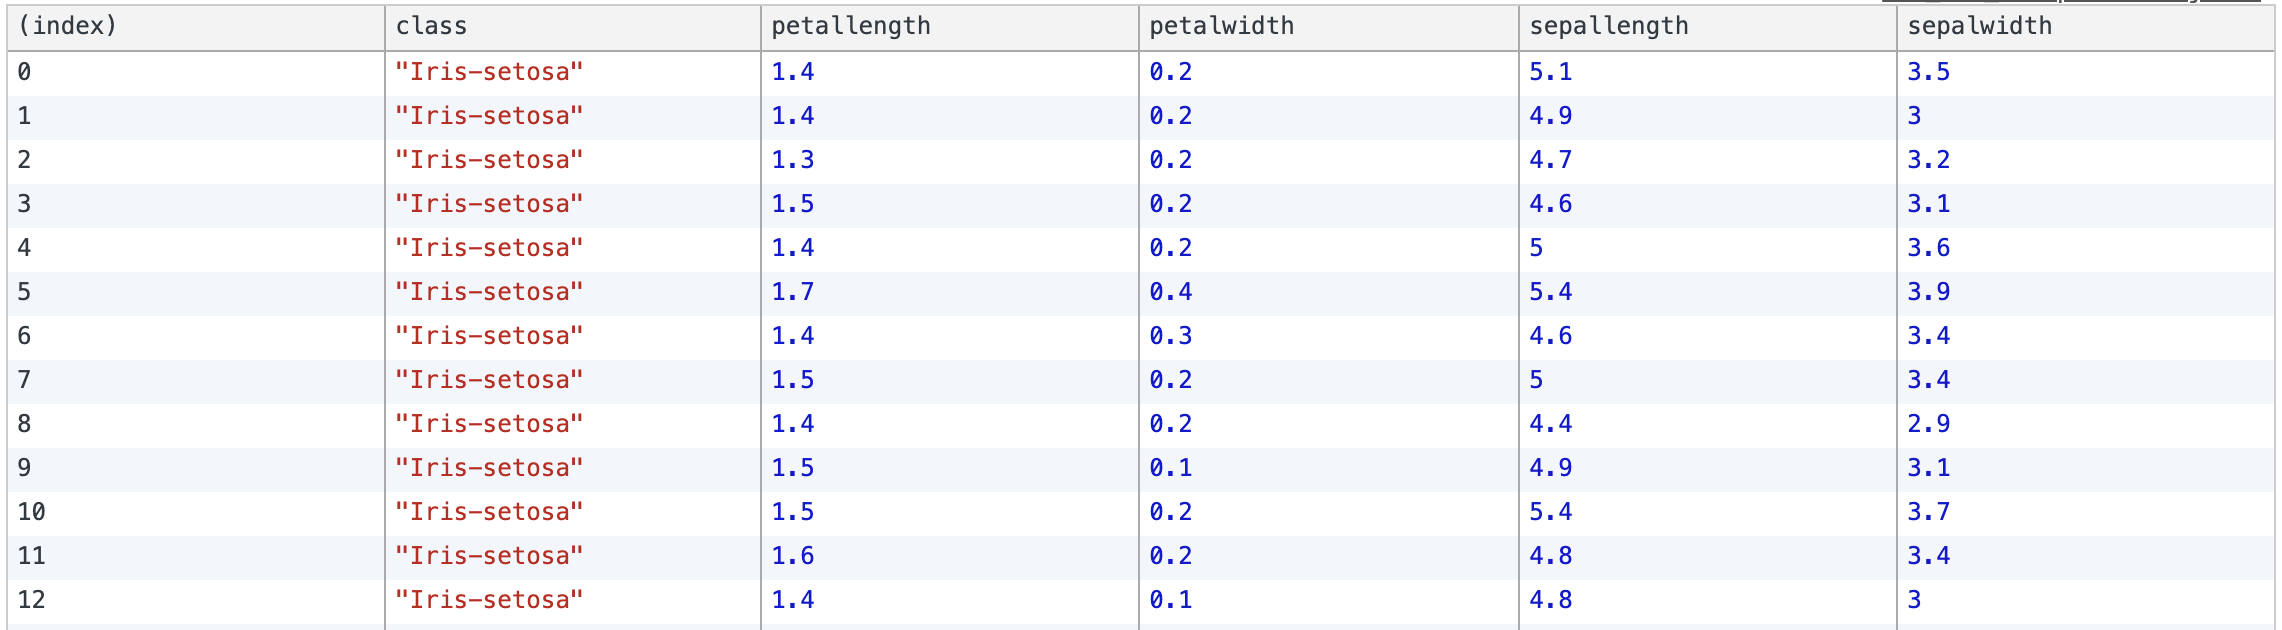 (index) class petallength petalwidth sepallength sepalwidth
0 "Iris-setosa" 1.4 0.2 5.1 3.5
1 "Iris-setosa" 1.4 0.2 4.9 3
2 "Iris-setosa" 1.3 0.2 4.7 3.2
3 "Iris-setosa" 1.5 0.2 4.6 3.1
4 "Iris-setosa" 1.4 0.2 5 3.6
5 "Iris-setosa" 1.7 0.4 5.4 3.9
6 "Iris-setosa" 1.4 0.3 4.6 3.4
7 "Iris-setosa" 1.5 0.2 5 3.4
8 "Iris-setosa" 1.4 0.2 4.4 2.9
9 "Iris-setosa" 1.5 0.1 4.9 3.1
10 "Iris-setosa" 1.5 0.2 5.4 3.7
11 "Iris-setosa" 1.6 0.2 4.8 3.4
12 "Iris-setosa" 1.4 0.1 4.8 3